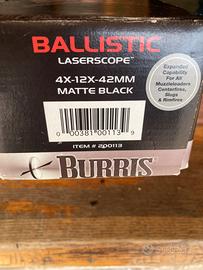 BALLISTIC
LASERSCOPE™
4X-12X-42MM
MATTE BLACK
Expanded
Capability
For All
Muzzleloaders
Centerfires,
Slugs
& Rimfires
0 00381 00113 9
BURRIS
ITEM # 200113